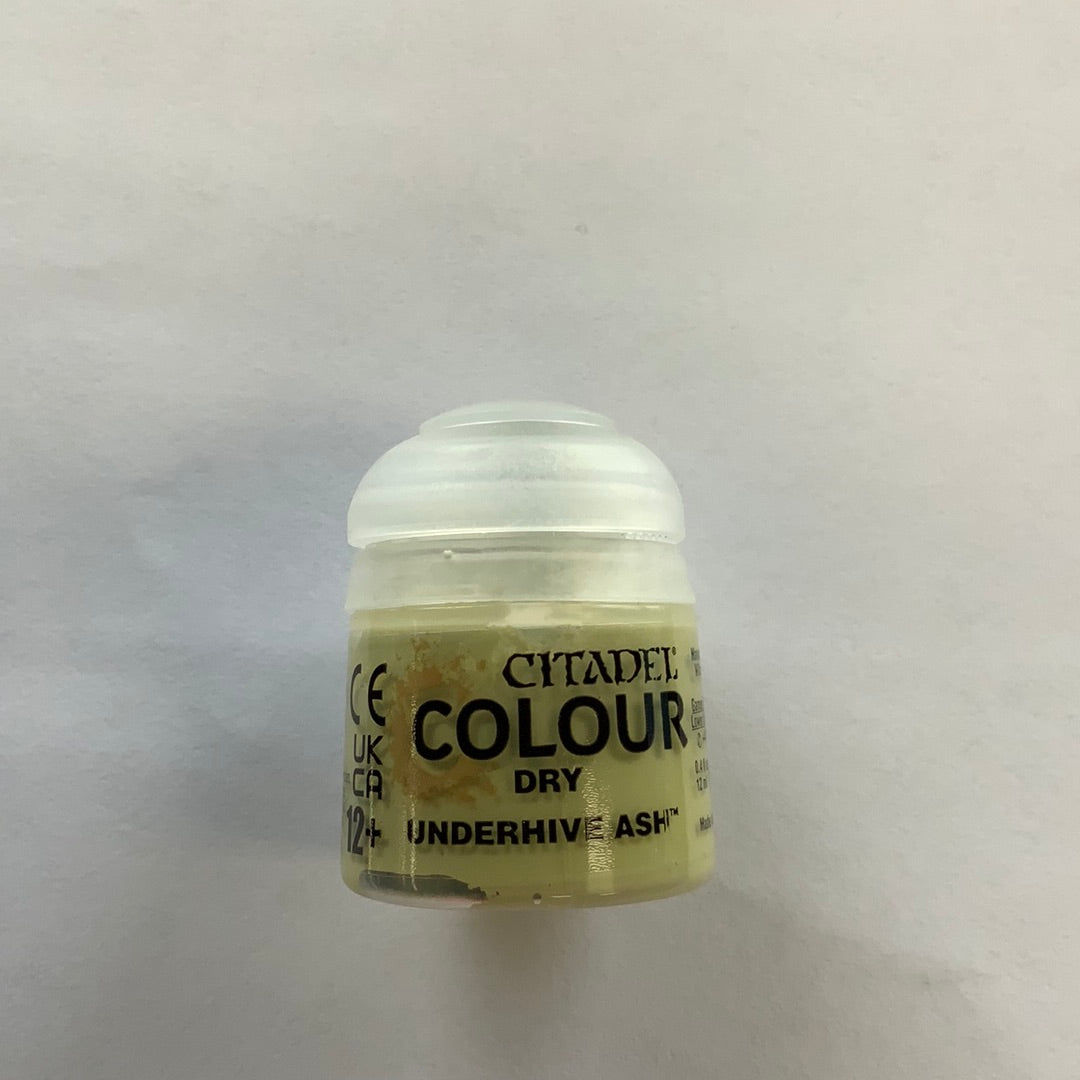 CITADEL®
COLOUR
DRY
UNDERHIVE ASH™
CE
UK
CA
12+